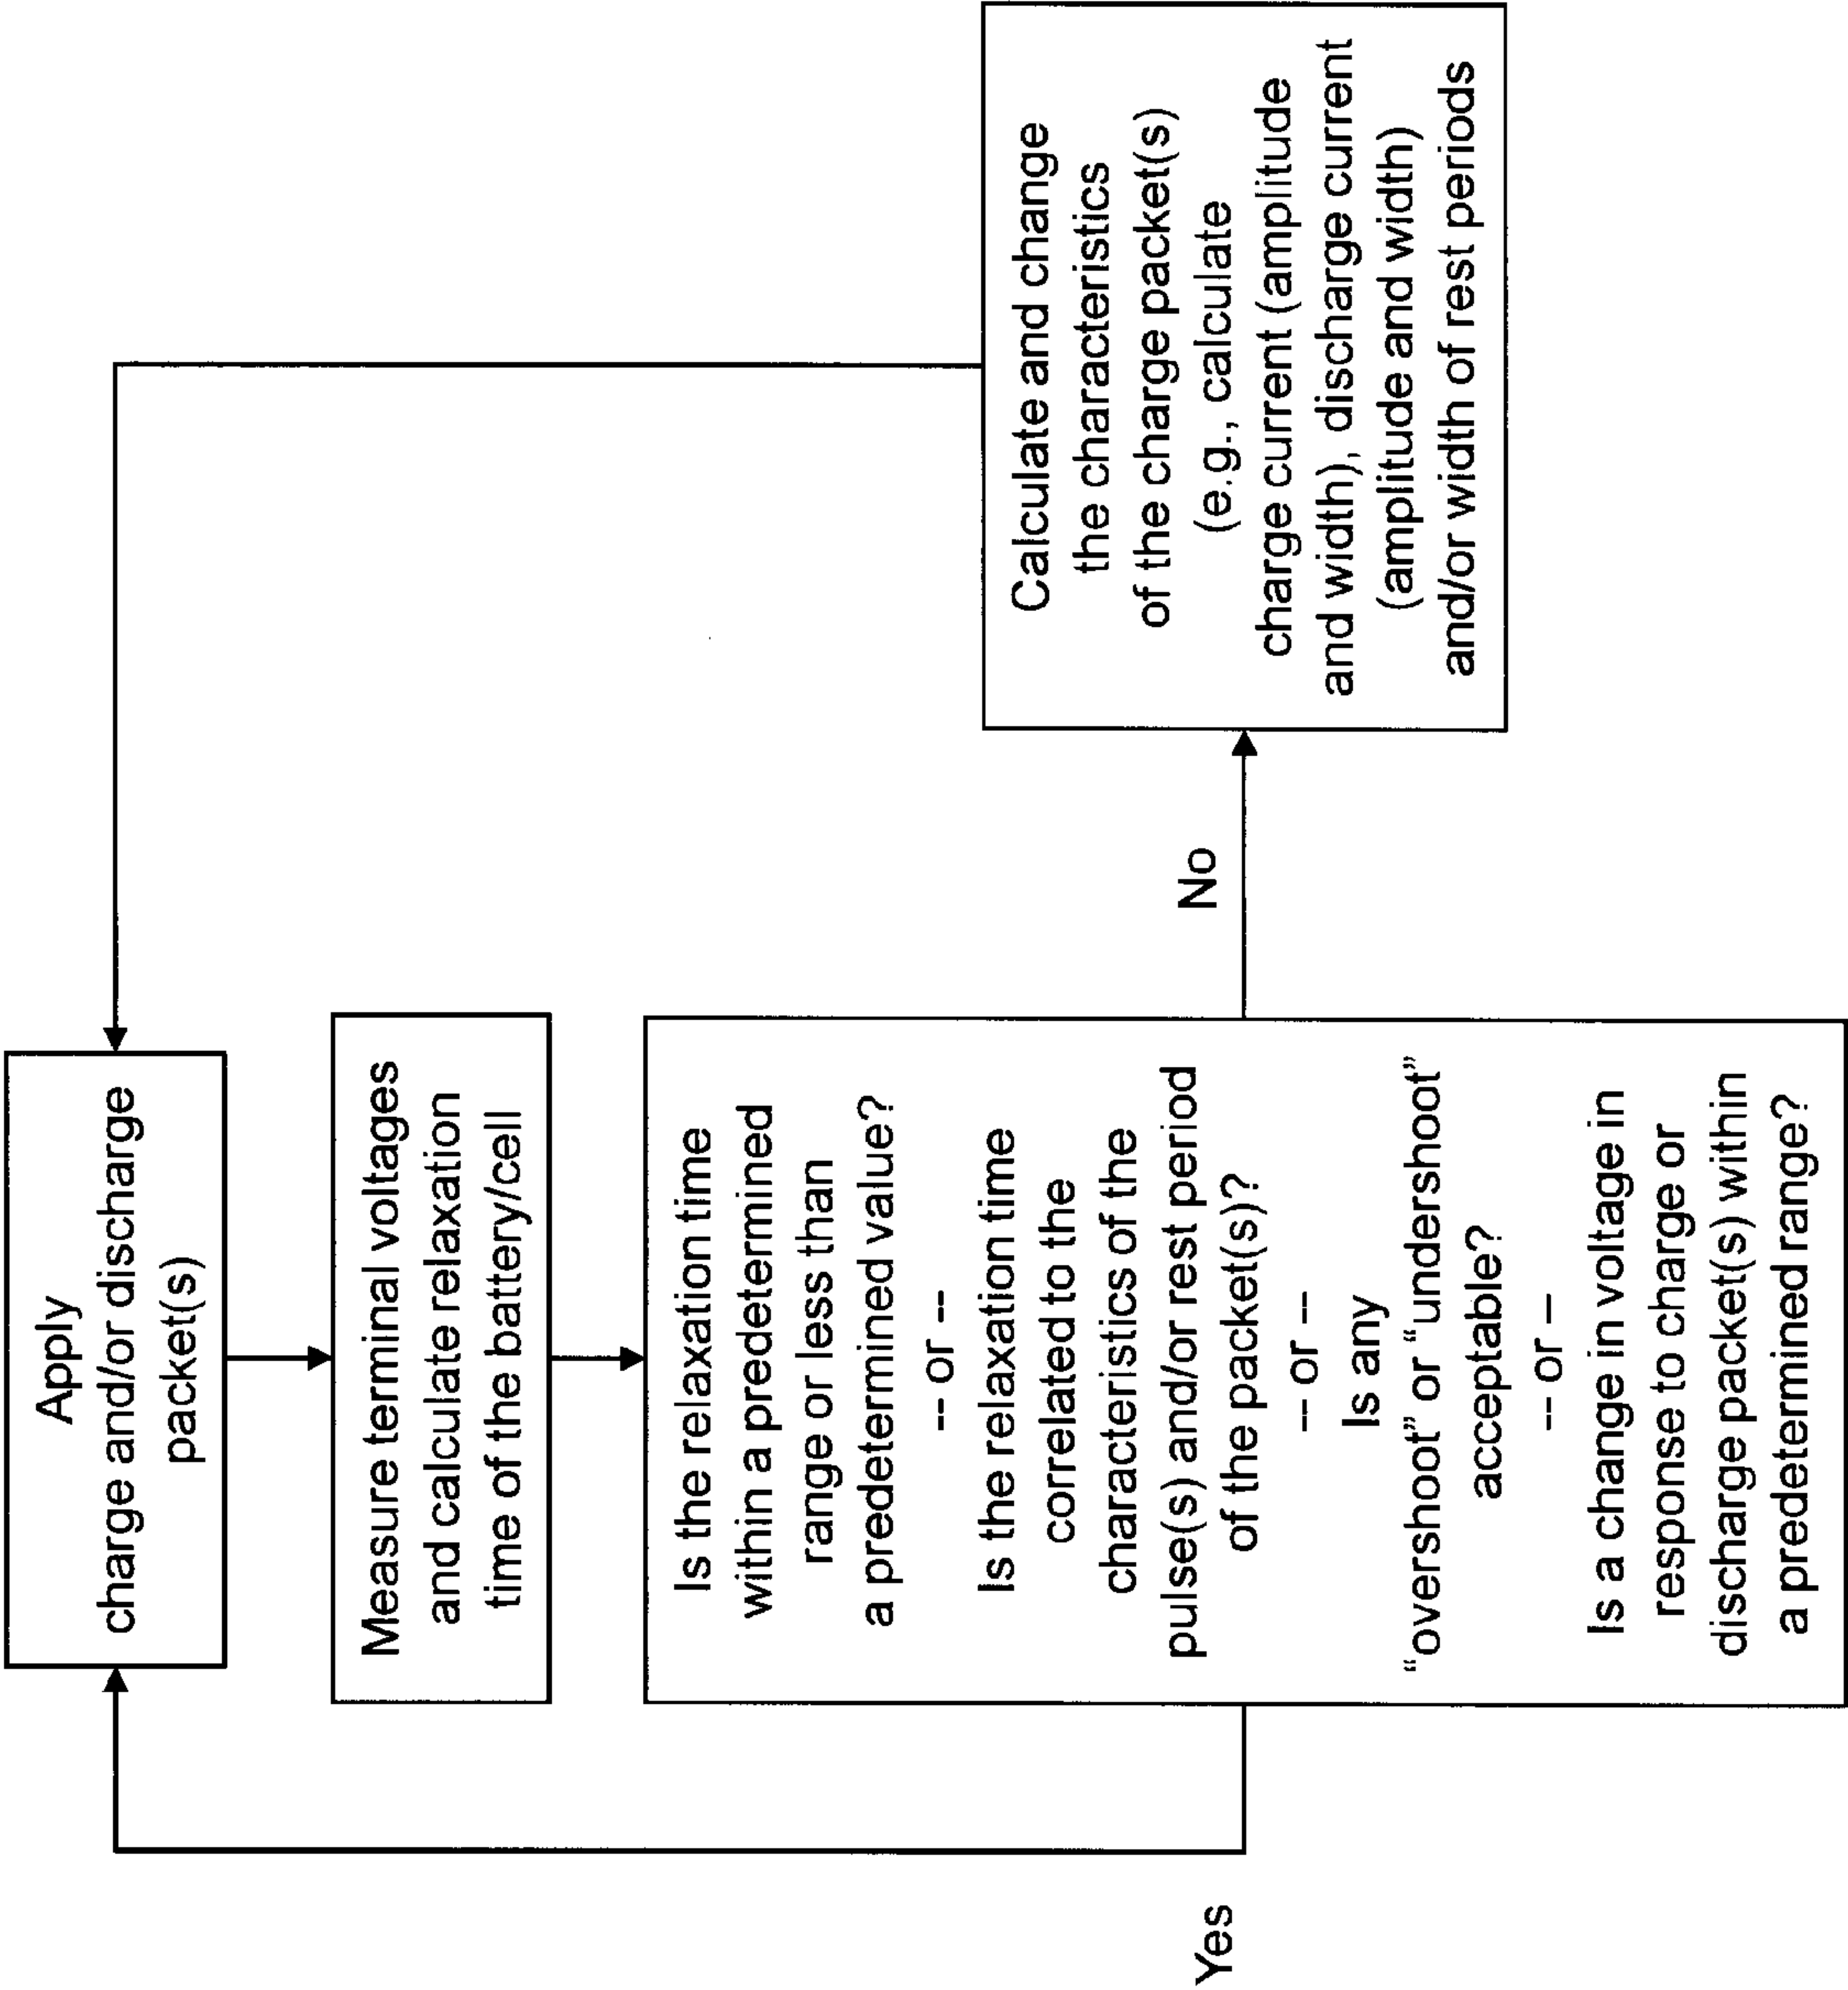 Apply
charge and/or discharge
packet(s)
Measure terminal voltages
and calculate relaxation
time of the battery/cell
Is the relaxation time
within a predetermined
range or less than
a predetermined value?
-- or --
Is the relaxation time
correlated to the
characteristics of the
pulse(s) and/or rest period
of the packet(s)?
-- or --
Is any
“overshoot” or “undershoot”
acceptable?
-- or --
Is a change in voltage in
response to charge or
discharge packet(s) within
a predetermined range?
Yes
No
Calculate and change
the characteristics
of the charge packet(s)
(e.g., calculate
charge current (amplitude
and width), discharge current
(amplitude and width)
and/or width of rest periods